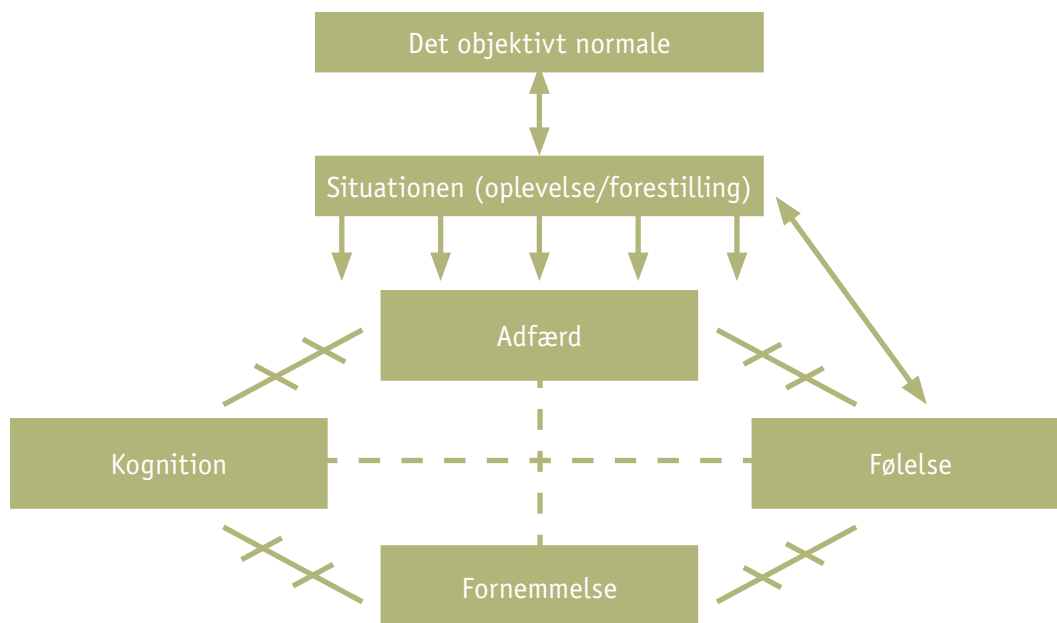 Det objektivt normale
Situationen (oplevelse/forestilling)
Adfærd
Kognition
Følelse
Fornemmelse